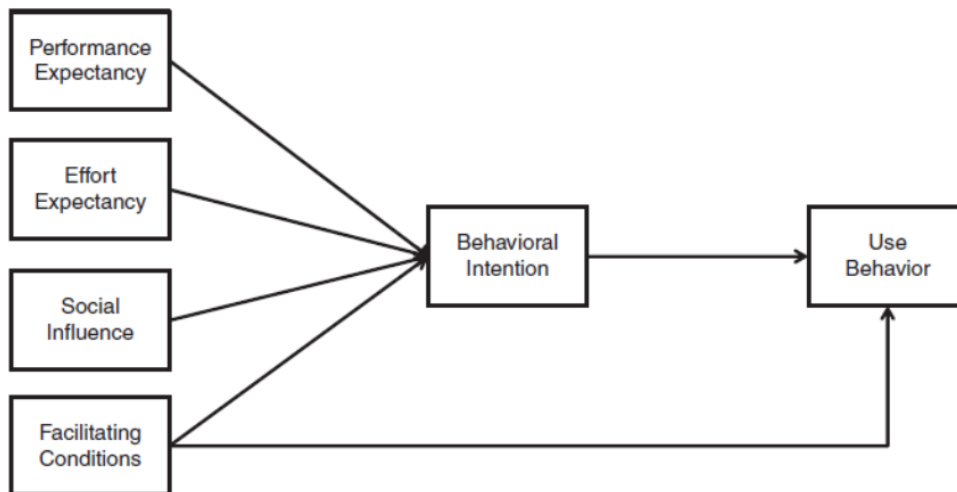 Performance
Expectancy
Effort
Expectancy
Social
Influence
Facilitating
Conditions
Behavioral
Intention
Use
Behavior